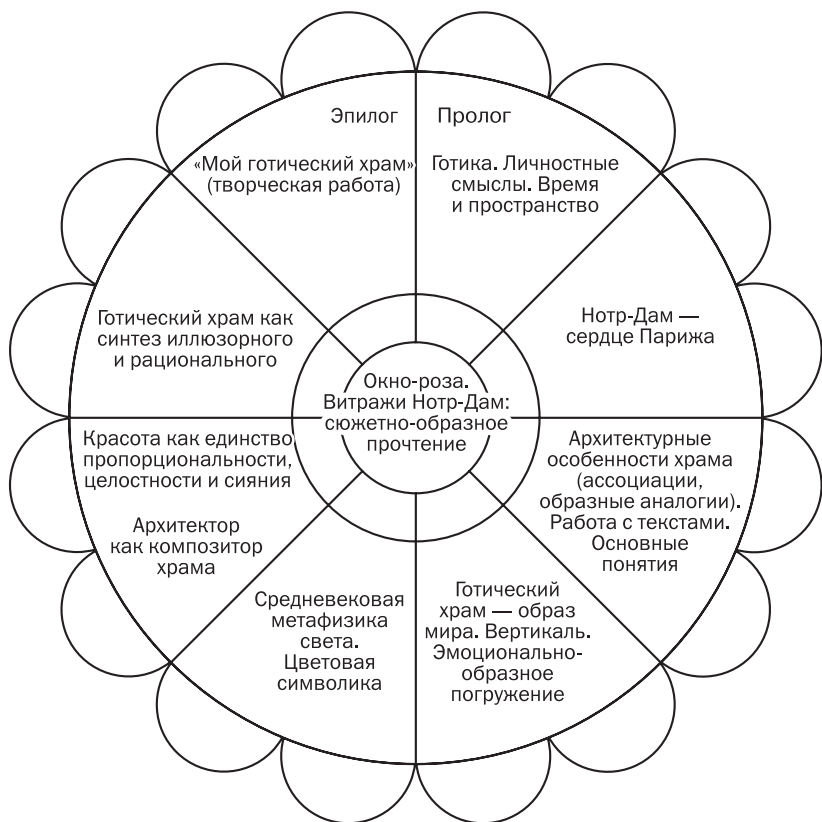 Эпилог
«Мой готический храм»
(творческая работа)
Пролог
Готика. Личностные
смыслы. Время
и пространство
Нотр-Дам —
сердце Парижа
Архитектурные
особенности храма
(ассоциации,
образные аналогии).
Работа с текстами.
Основные
понятия
Готический
храм — образ
мира. Вертикаль.
Эмоционально-
образное
погружение
Средневековая
метафизика
света.
Цветовая
символика
Красота как единство
пропорциональности,
целостности и сияния
Архитектор
как композитор
храма
Готический храм как
синтез иллюзорного
и рационального
Окно-роза.
Витражи Нотр-Дам:
сюжетно-образное
прочтение